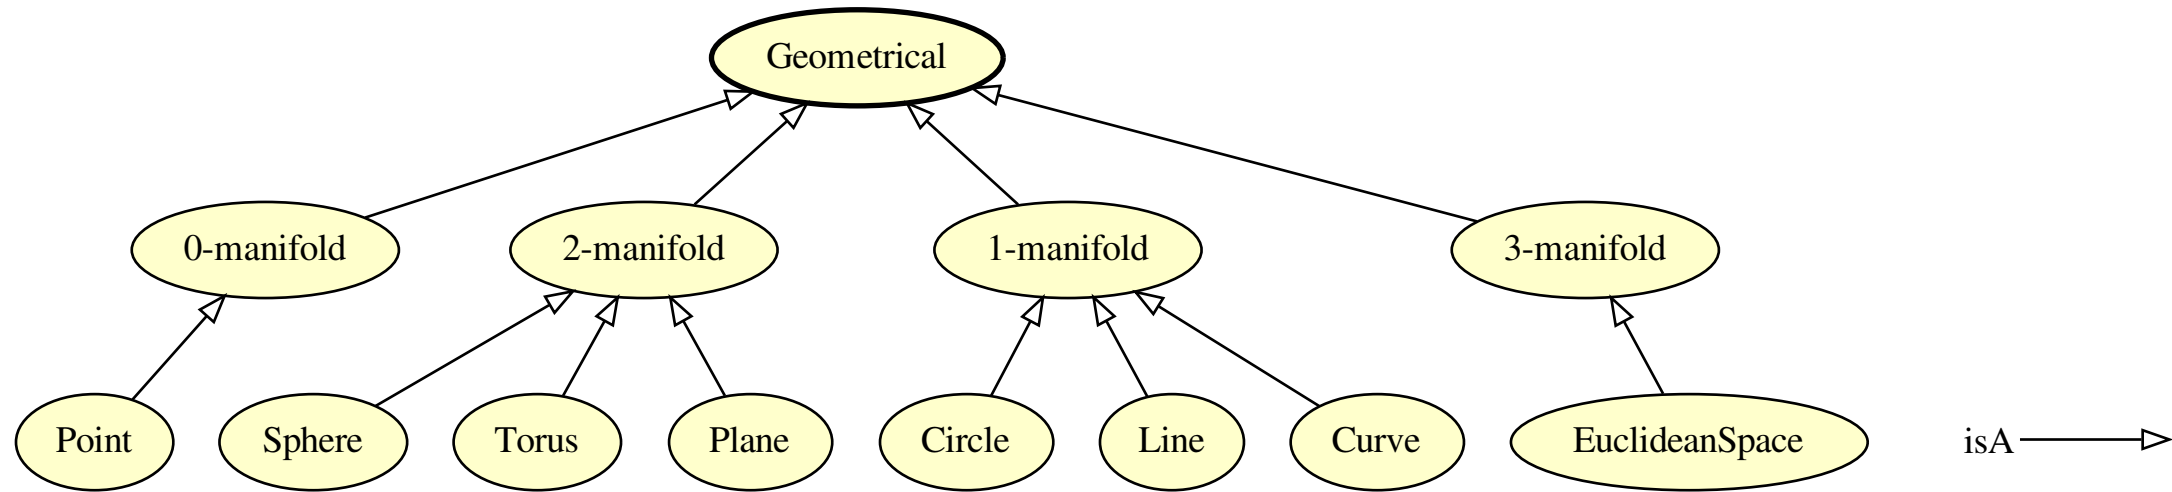 Geometrical
0-manifold
2-manifold
1-manifold
3-manifold
Point
Sphere
Torus
Plane
Circle
Line
Curve
EuclideanSpace
isA